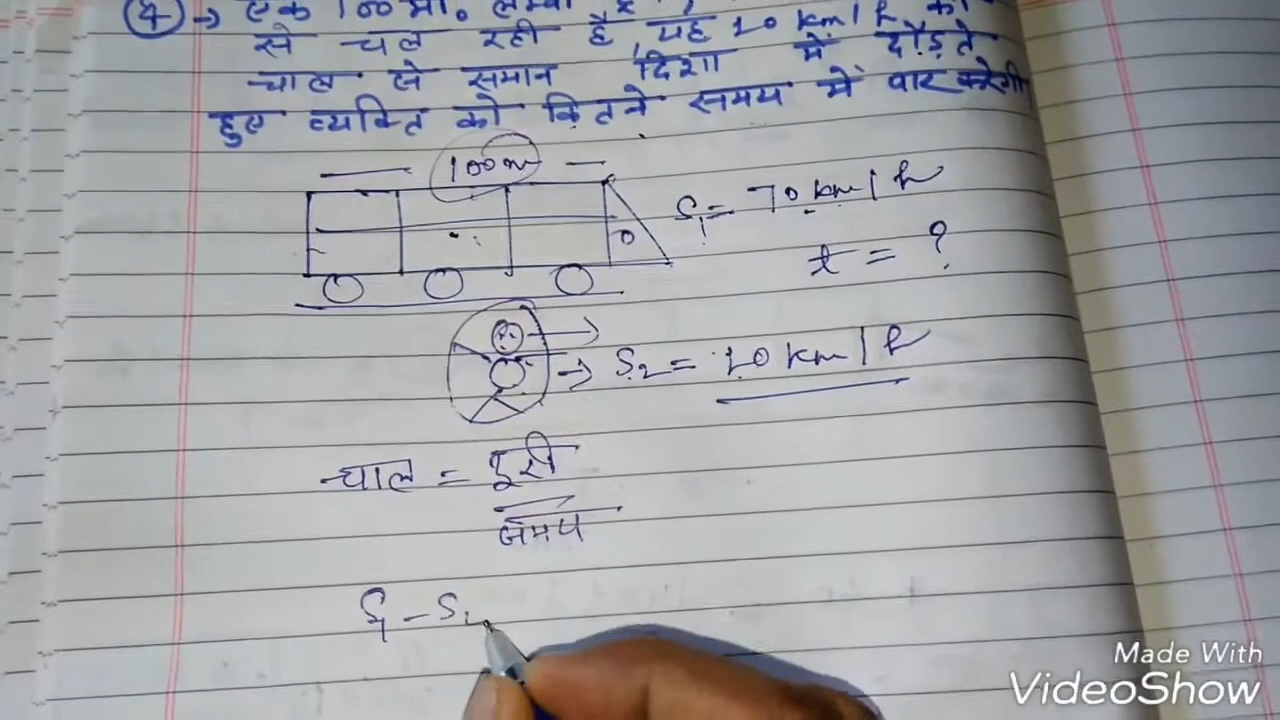 4 → एक 100 मी० लम्बी
से चल रही है, यह 10 km/h की
चाल से समान दिशा में दौड़ते
हुए व्यक्ति को कितने समय में पार करेगी
100m
S₁ = 70 km/h
t = ?
→ S₂ = 10 km/h
चाल = दूरी
समय
S₁ - S₂
Made With
VideoShow